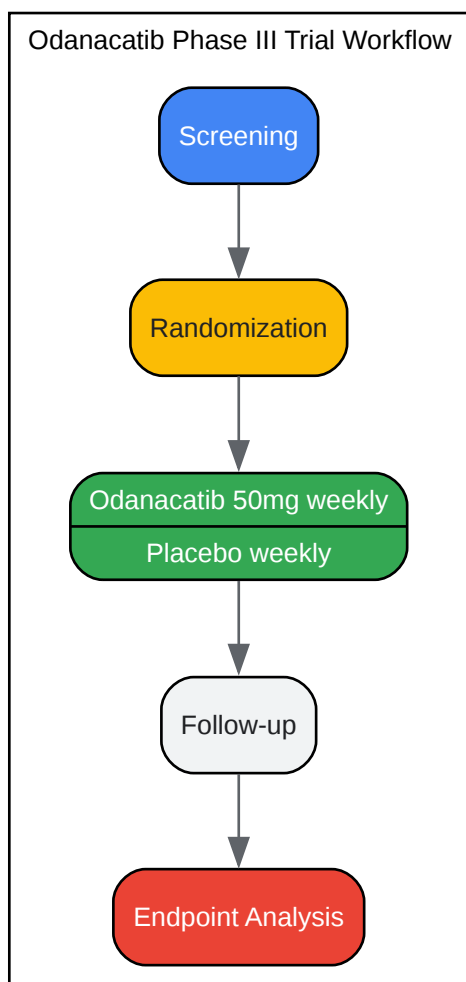 Odanacatib Phase III Trial Workflow
Screening
Randomization
Odanacatib 50mg weekly
Placebo weekly
Follow-up
Endpoint Analysis